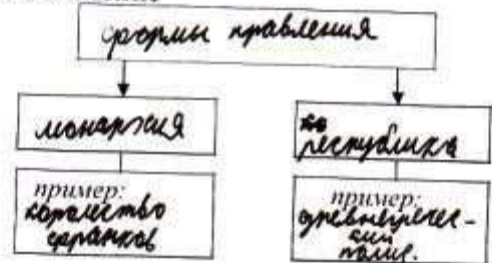 формы правления
монархия
республика
пример:
королевство
франков
пример:
древнегречес-
кий
полис.